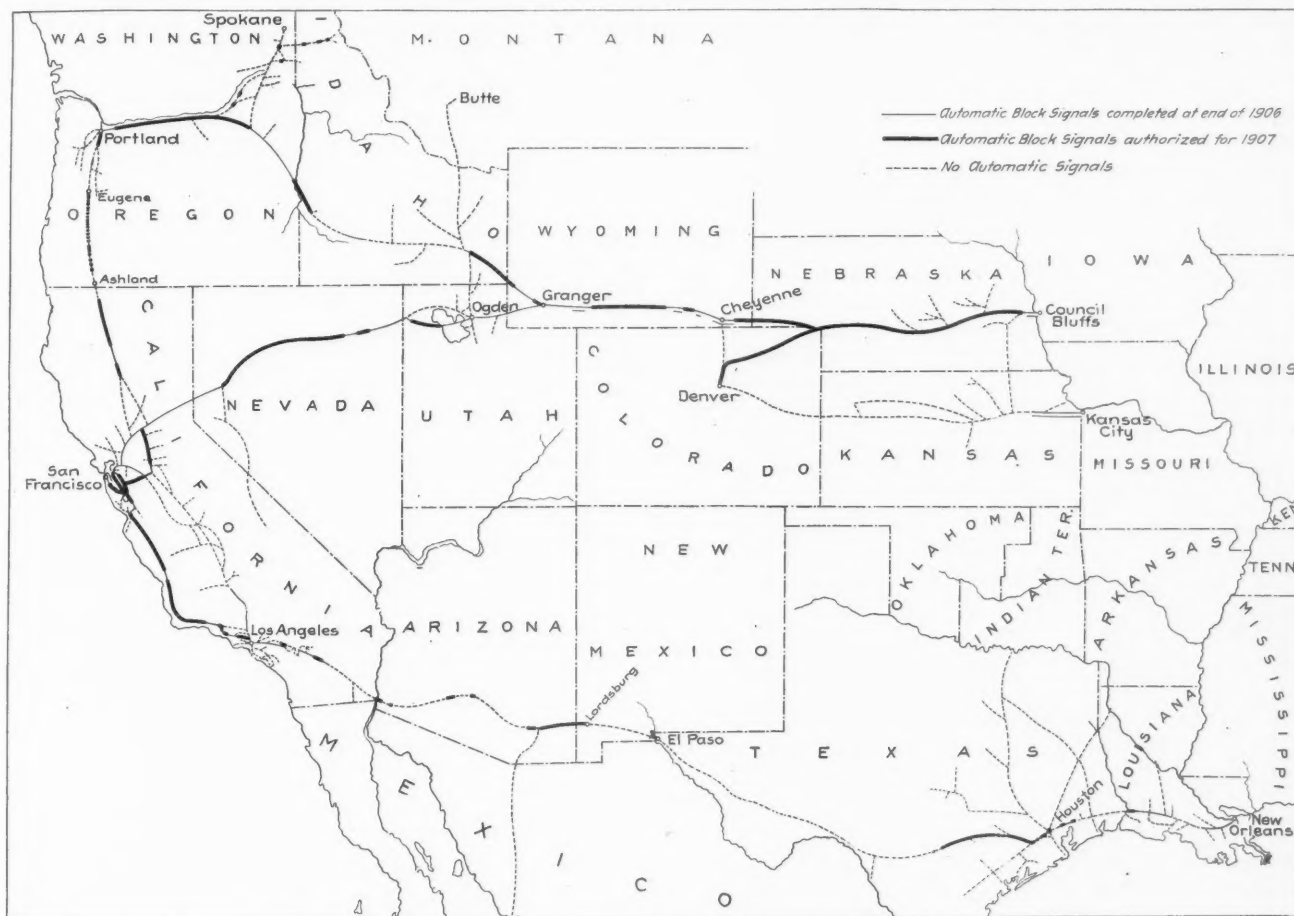 Spokane
WASHINGTON
IDAHO
MONTANA
Butte
Automatic Block Signals completed at end of 1906
Automatic Block Signals authorized for 1907
No Automatic Signals
Portland
Eugene
OREGON
WYOMING
NEBRASKA
IOWA
Ashland
Ogden
Granger
Cheyenne
Council
Bluffs
CALIFORNIA
NEVADA
UTAH
COLORADO
Denver
ILLINOIS
KANSAS
Kansas
City
MISSOURI
San
Francisco
KEN
NEW
MEXICO
OKLAHOMA
INDIAN TER.
ARKANSAS
TENN
MISSISSIPPI
Los Angeles
ARIZONA
Lordsburg
El Paso
TEXAS
LOUISIANA
Houston
New
Orleans
MEXICO